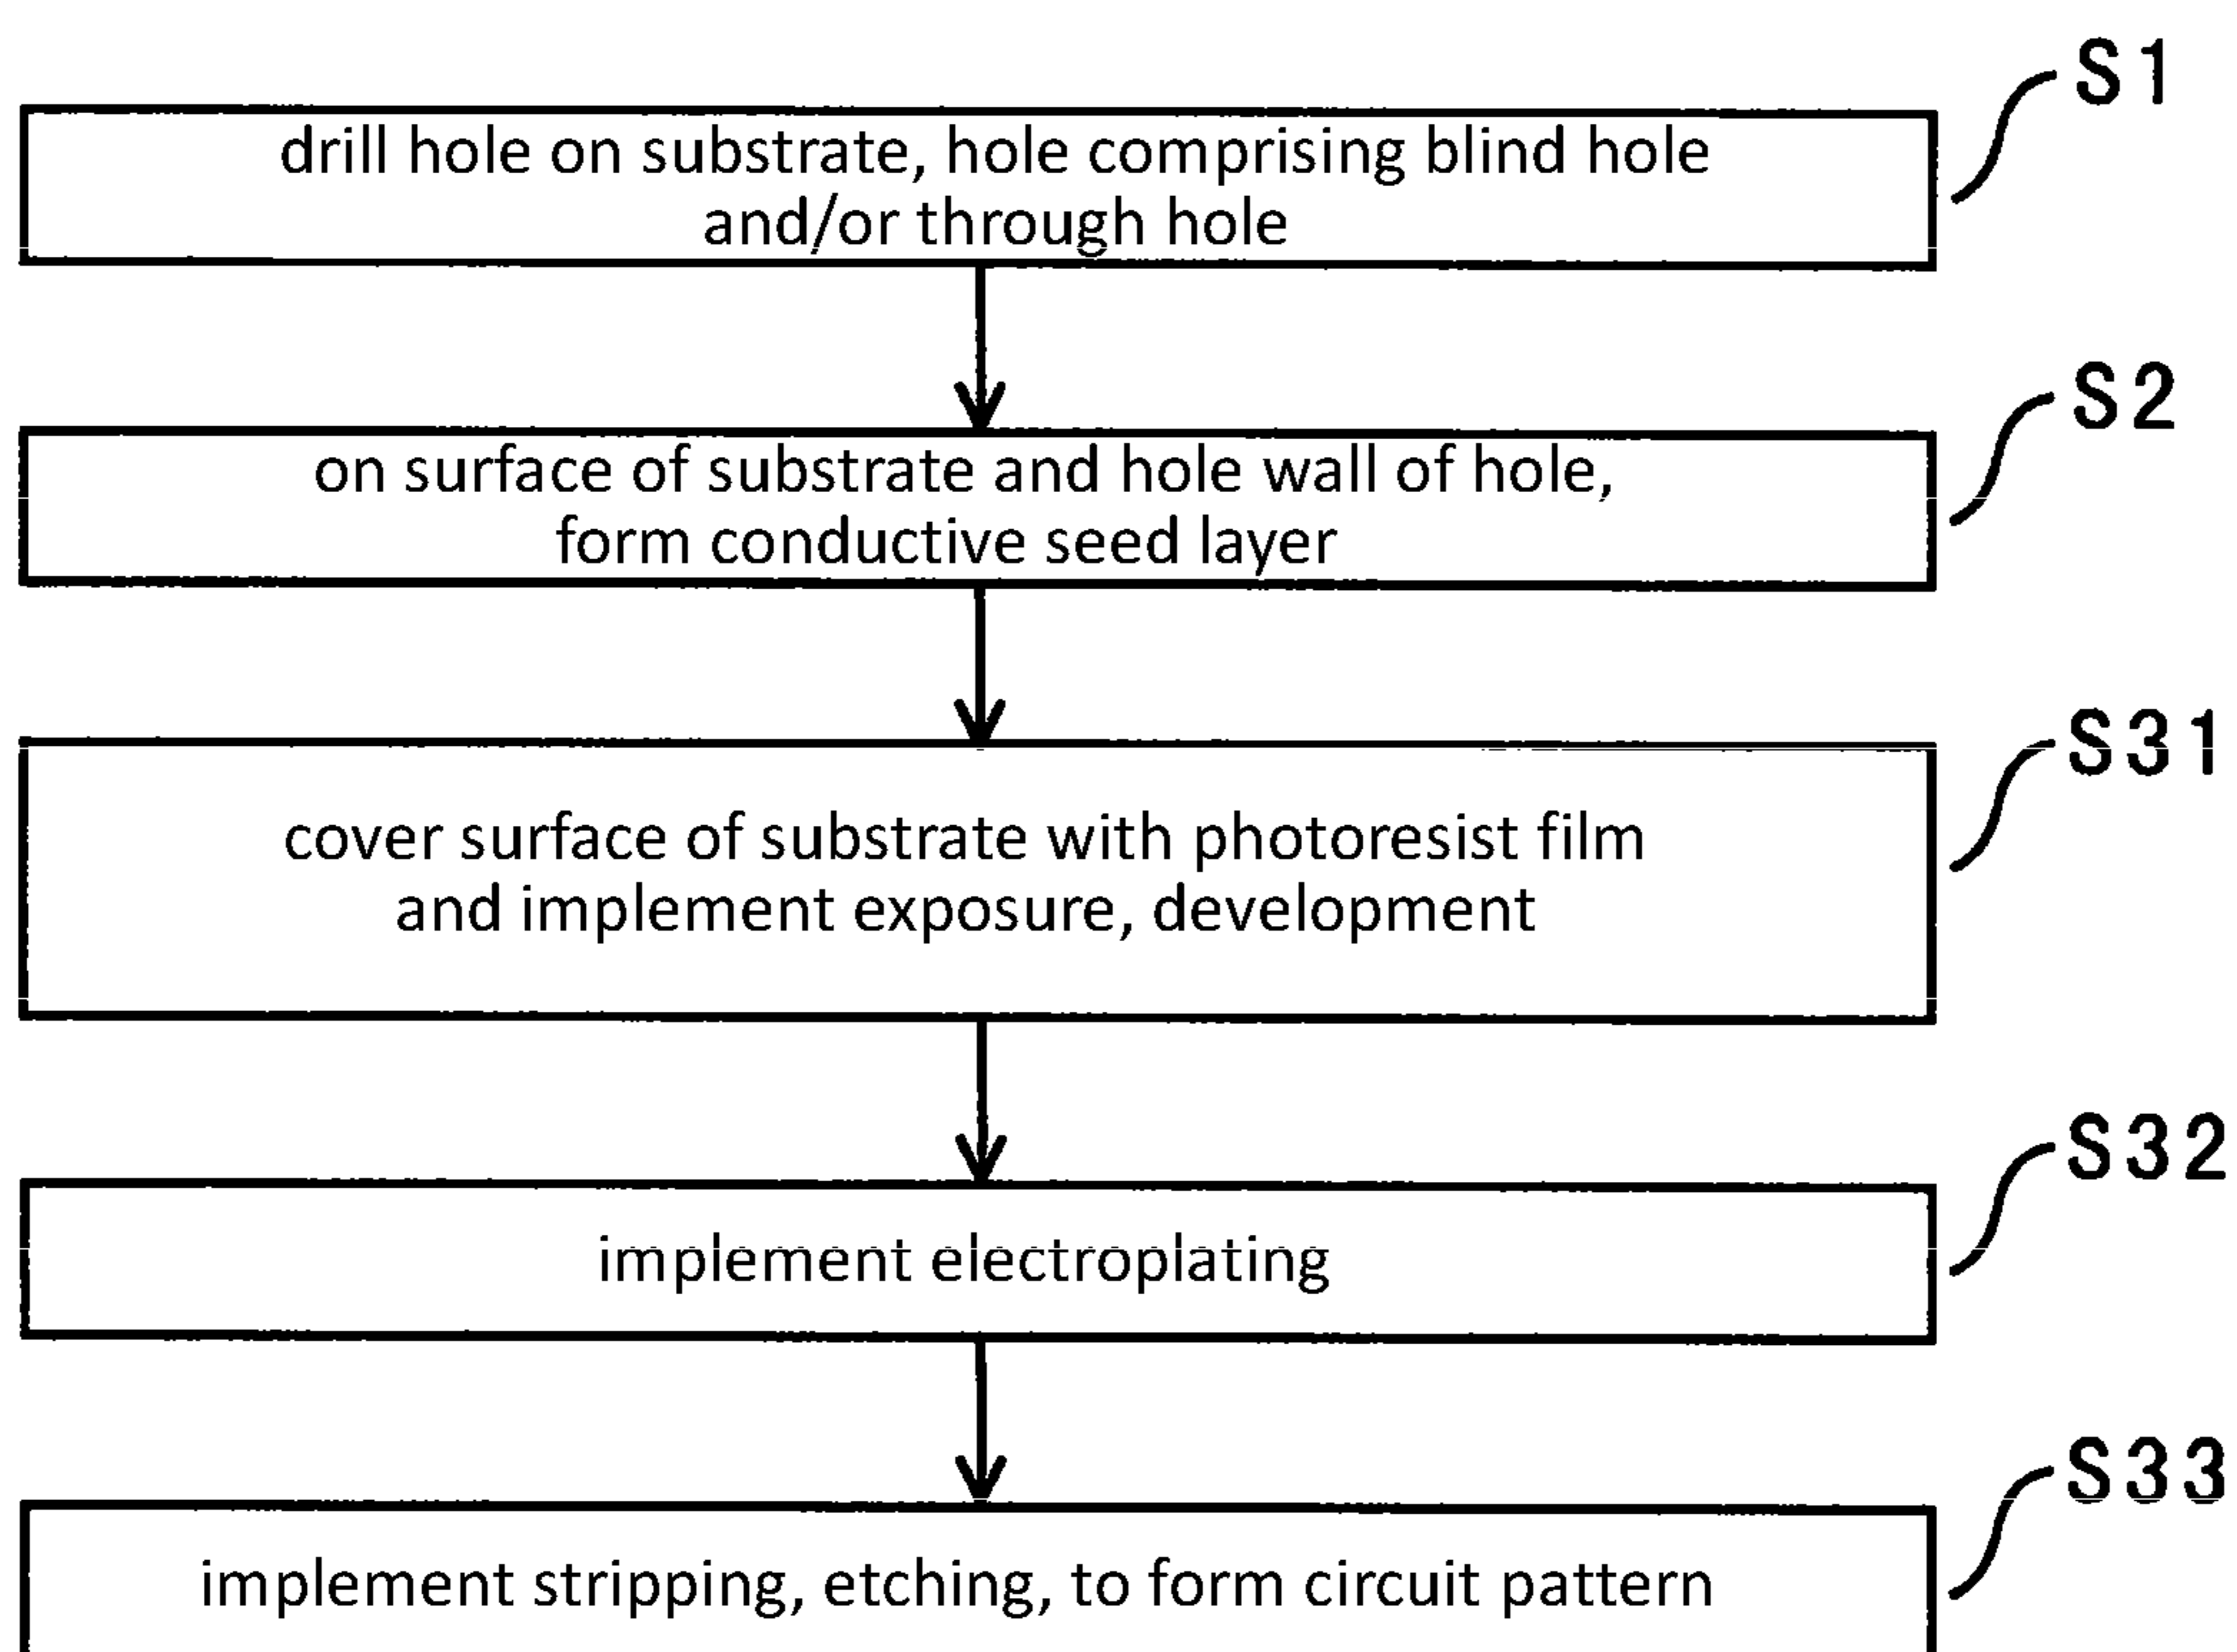 S1
drill hole on substrate, hole comprising blind hole
and/or through hole
S2
on surface of substrate and hole wall of hole,
form conductive seed layer
S31
cover surface of substrate with photoresist film
and implement exposure, development
S32
implement electroplating
S33
implement stripping, etching, to form circuit pattern